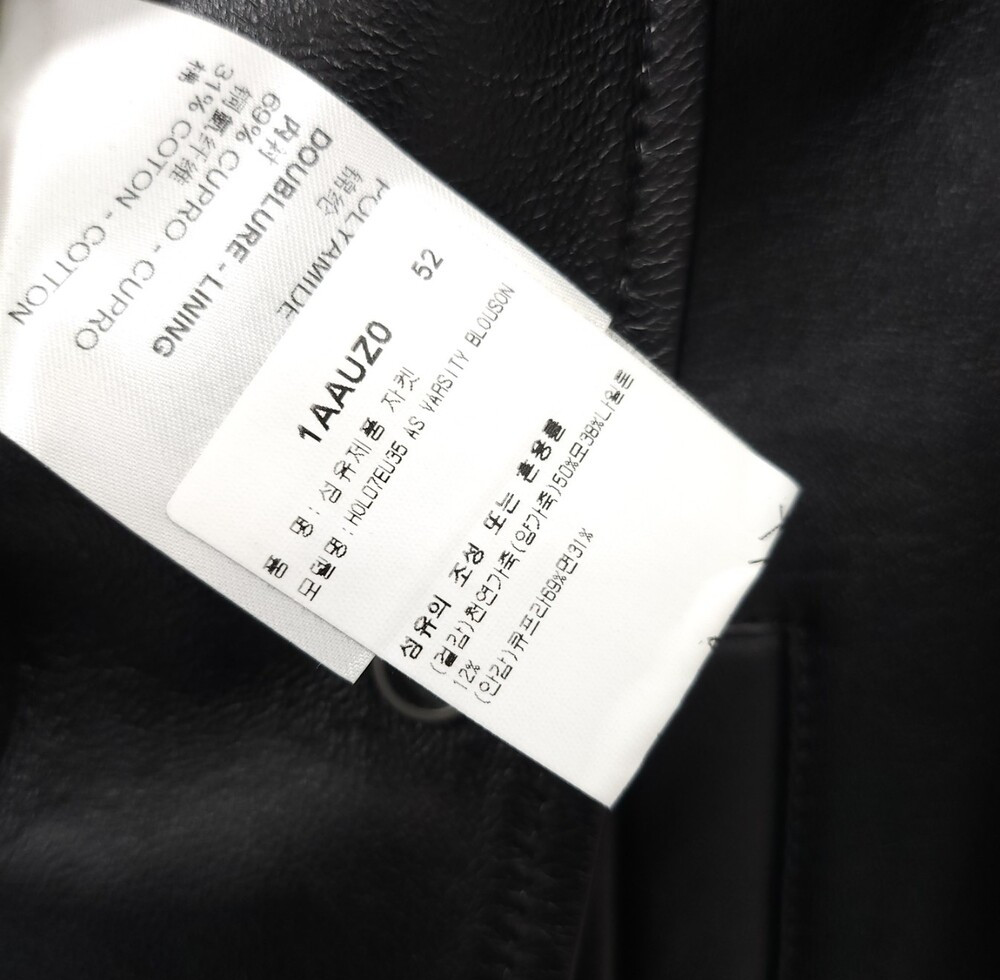 52
1AAUZ0
품 명 : 섬유제품 자켓
모델명 : HOL07EU35 AS VARSITY BLOUSON
섬유의 조성 또는 혼용률
(겉감)천연가죽(양가죽)50%모38%나일론
12%
(안감)큐프라69%면31%
POLYAMIDE
锦纶
DOUBLURE - LINING
内衬
69% CUPRO - CUPRO
铜氨纤维
31% COTON - COTTON
棉